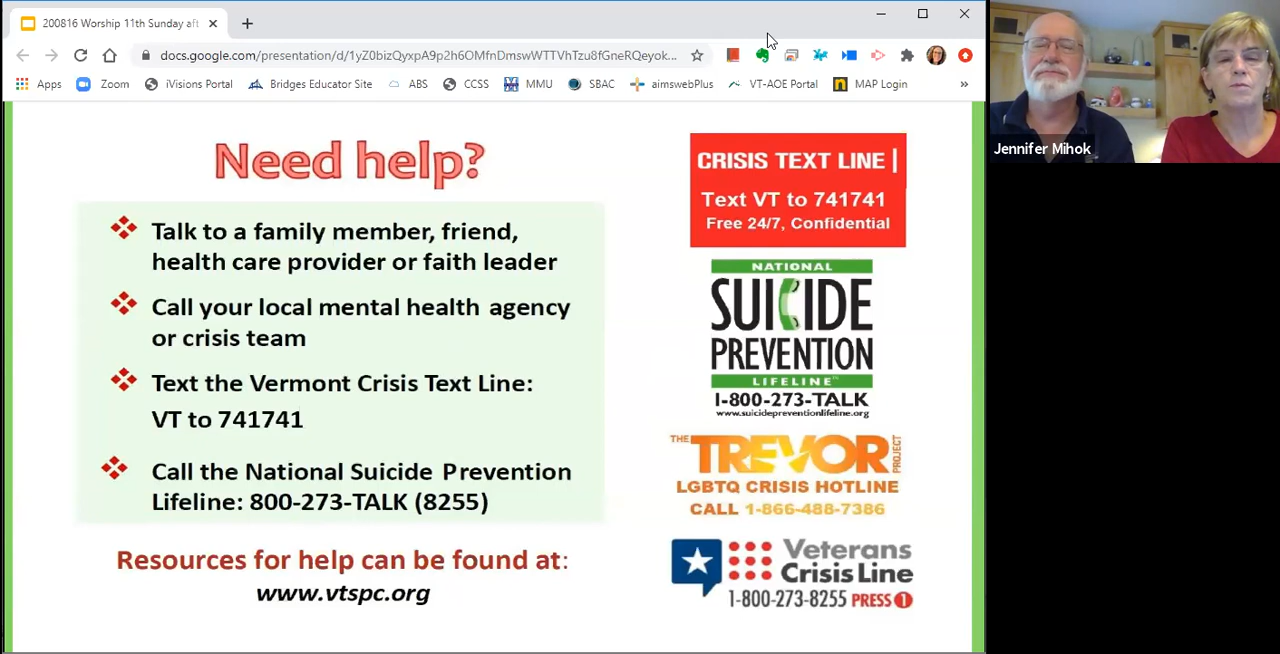 200816 Worship 11th Sunday aft
docs.google.com/presentation/d/1yZ0bizQyxpA9p2h6OMfnDmswWTTVhTzu8fGneRQeyok...
Apps Zoom iVisions Portal Bridges Educator Site ABS CCSS MMU SBAC aimswebPlus VT-AOE Portal MAP Login »
Need help?
Talk to a family member, friend,
health care provider or faith leader
Call your local mental health agency
or crisis team
Text the Vermont Crisis Text Line:
VT to 741741
Call the National Suicide Prevention
Lifeline: 800-273-TALK (8255)
Resources for help can be found at:
www.vtspc.org
CRISIS TEXT LINE |
Text VT to 741741
Free 24/7, Confidential
NATIONAL
SUICIDE
PREVENTION
LIFELINE™
1-800-273-TALK
www.suicidepreventionlifeline.org
THE TREVOR PROJECT
LGBTQ CRISIS HOTLINE
CALL 1-866-488-7386
Veterans
Crisis Line
1-800-273-8255 PRESS 1
Jennifer Mihok